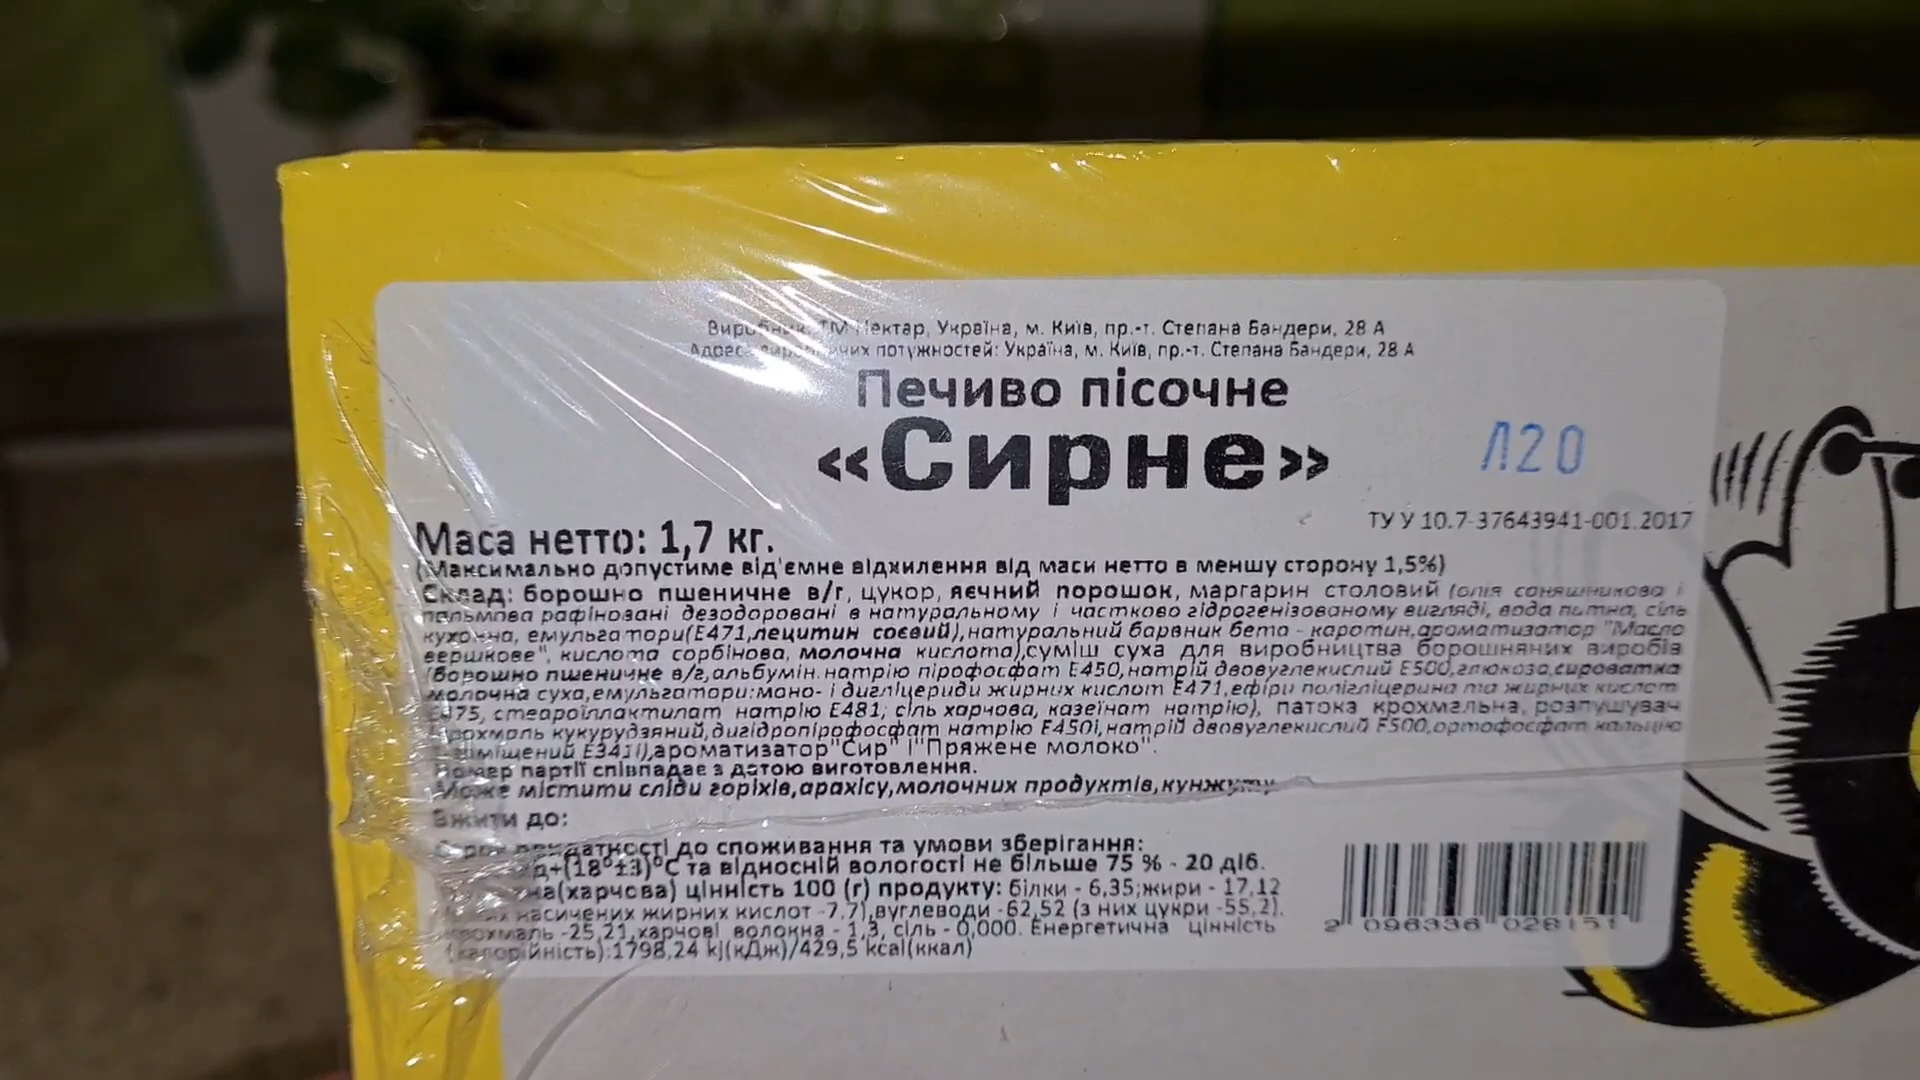 Виробник: ТМ Нектар, Україна, м. Київ, пр.-т. Степана Бандери, 28 А
потужностей: Україна, м. Київ, пр.-т. Степана Бандери, 28 А
Печиво пісочне
«Сирне»
Л20
ТУ У 10.7-37643941-001.2017
Маса нетто: 1,7 кг.
(Максимально допустиме від'ємне відхилення від маси нетто в меншу сторону 1,5%)
Склад: борошно пшеничне в/г, цукор, яєчний порошок, маргарин столовий (олія соняшникова і
пальмова рафіновані дезодоровані в натуральному і частково гідрогенізованому вигляді, вода питна, сіль
кухонна, емульгатори(Е471,лецитин соєвий),натуральний барвник бета - каротин,ароматизатор "Масло
вершкове", кислота сорбінова, молочна кислота),суміш суха для виробництва борошняних виробів
(борошно пшеничне в/г,альбумін,натрію пірофосфат Е450,натрій двовуглекислий Е500,глюкоза,сироватка
молочна суха,емульгатори:моно- і дигліцериди жирних кислот Е471,ефіри полігліцерина та жирних кислот
Е475, стеароїллактилат натрію Е481; сіль харчова, казеїнат натрію), патока крохмальна, розпушувач
крохмаль кукурудзяний,дигідропірофосфат натрію Е450і,натрій двовуглекислий Е500,ортофосфат кальцію
Е341і),ароматизатор"Сир" і"Пряжене молоко".
Номер партії співпадає з датою виготовлення.
Може містити сліди горіхів,арахісу,молочних продуктів,кунжуту
Вжити до:
Строк придатності до споживання та умови зберігання:
+(18°±3)°С та відносній вологості не більше 75 % - 20 діб.
(харчова) цінність 100 (г) продукту: білки - 6,35;жири - 17,12
насичених жирних кислот -7,7),вуглеводи -62,52 (з них цукри -55,2).
крохмаль -25,21,харчові волокна - 1,3, сіль - 0,000. Енергетична цінність
(калорійність):1798,24 kj(кДж)/429,5 kcal(ккал)
2 096336 028151